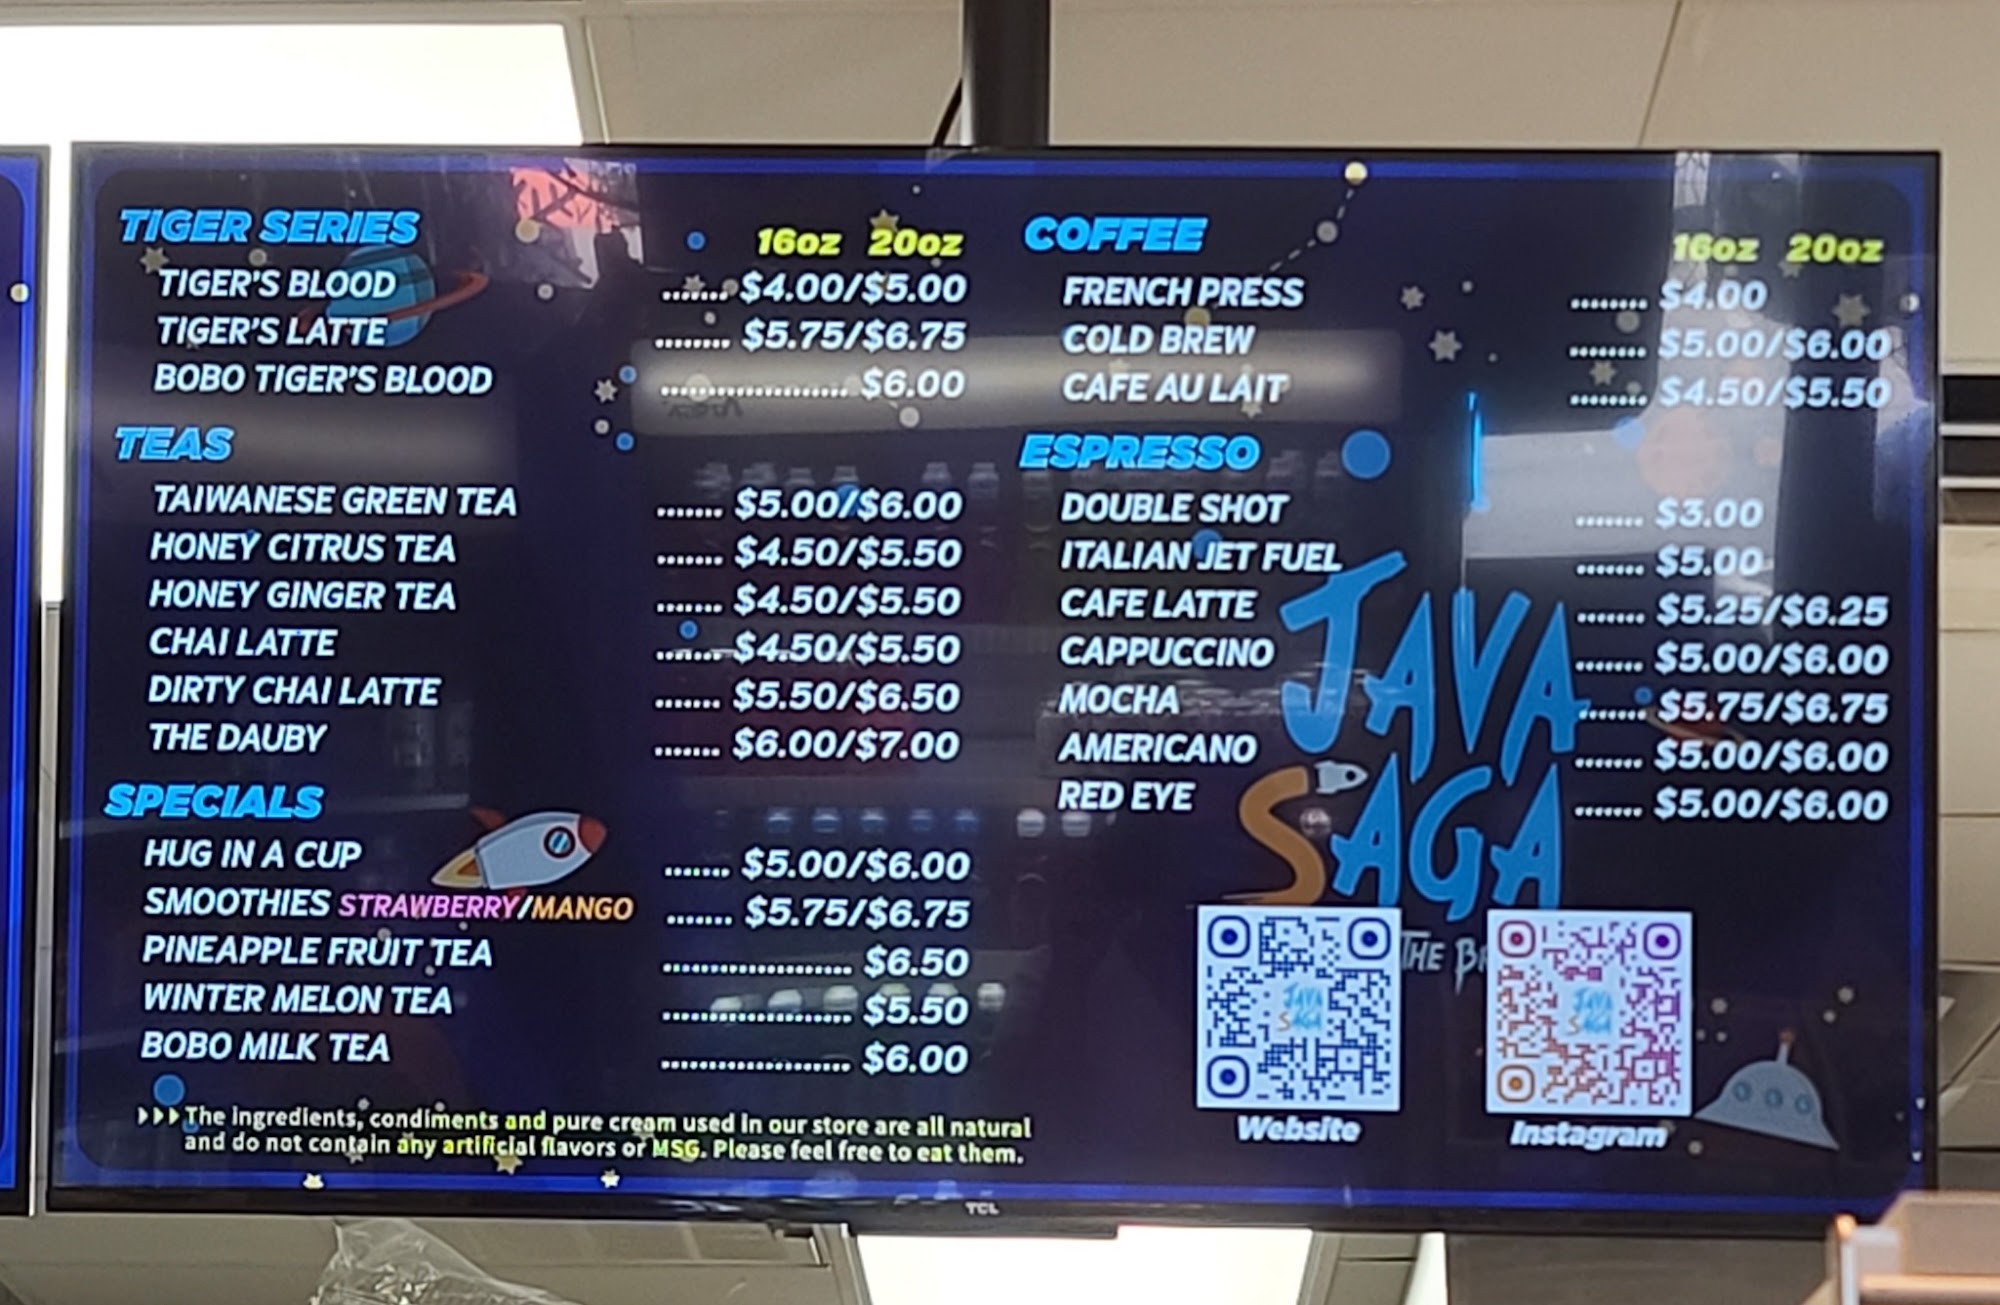 TIGER SERIES
16oz 20oz
TIGER'S BLOOD ....... $4.00/$5.00
TIGER'S LATTE ........ $5.75/$6.75
BOBO TIGER'S BLOOD ................... $6.00
TEAS
TAIWANESE GREEN TEA ....... $5.00/$6.00
HONEY CITRUS TEA ....... $4.50/$5.50
HONEY GINGER TEA ....... $4.50/$5.50
CHAI LATTE ....... $4.50/$5.50
DIRTY CHAI LATTE ....... $5.50/$6.50
THE DAUBY ....... $6.00/$7.00
SPECIALS
HUG IN A CUP ....... $5.00/$6.00
SMOOTHIES STRAWBERRY/MANGO ....... $5.75/$6.75
PINEAPPLE FRUIT TEA .................... $6.50
WINTER MELON TEA .................... $5.50
BOBO MILK TEA .................... $6.00
The ingredients, condiments and pure cream used in our store are all natural
and do not contain any artificial flavors or MSG. Please feel free to eat them.
COFFEE
16oz 20oz
FRENCH PRESS ........ $4.00
COLD BREW ........ $5.00/$6.00
CAFE AU LAIT ........ $4.50/$5.50
ESPRESSO
DOUBLE SHOT ....... $3.00
ITALIAN JET FUEL ....... $5.00
CAFE LATTE ....... $5.25/$6.25
CAPPUCCINO ....... $5.00/$6.00
MOCHA ....... $5.75/$6.75
AMERICANO ....... $5.00/$6.00
RED EYE ....... $5.00/$6.00
JAVA
SAGA
THE
JAVA
SAGA
JAVA
SAGA
Website
Instagram
TCL